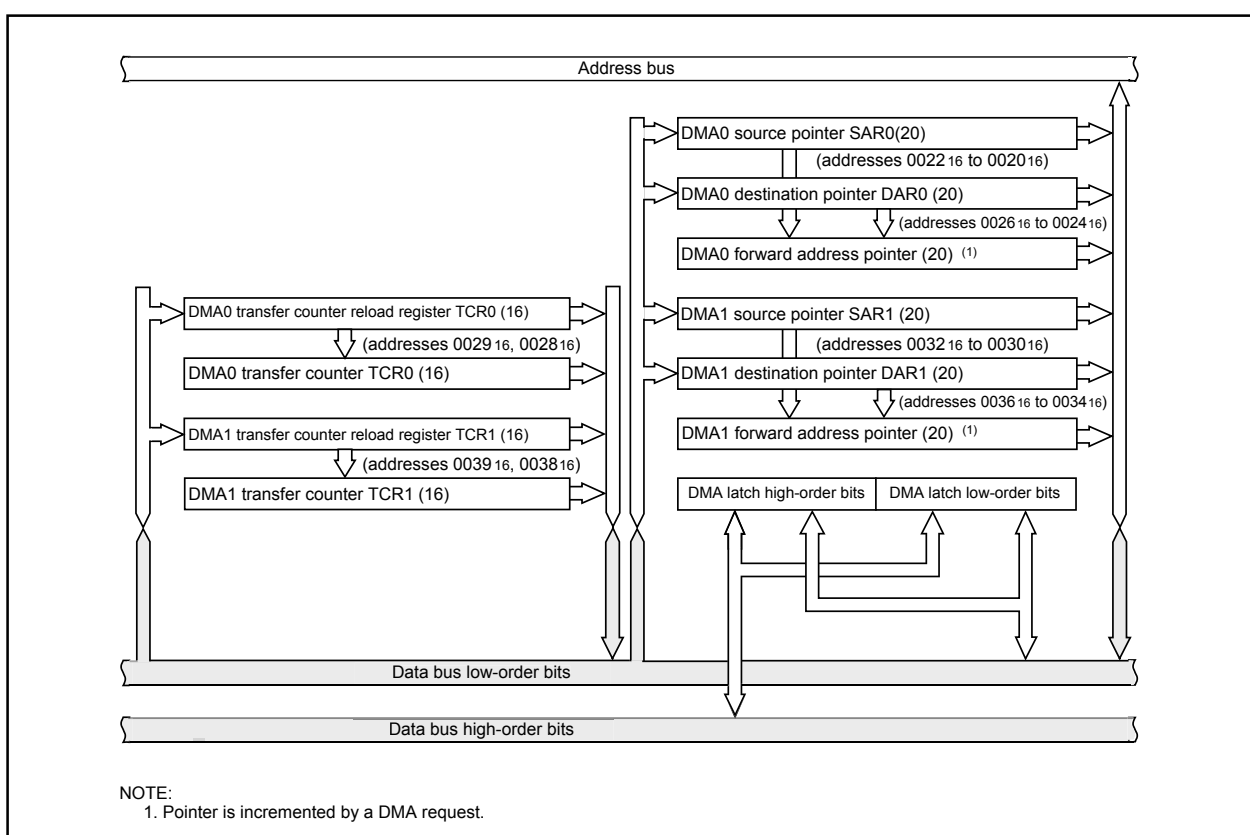 Address bus
DMA0 source pointer SAR0(20)
(addresses 0022 16 to 0020 16)
DMA0 destination pointer DAR0 (20)
(addresses 0026 16 to 0024 16)
DMA0 forward address pointer (20) (1)
DMA0 transfer counter reload register TCR0 (16)
(addresses 0029 16, 0028 16)
DMA0 transfer counter TCR0 (16)
DMA1 transfer counter reload register TCR1 (16)
(addresses 0039 16, 0038 16)
DMA1 transfer counter TCR1 (16)
DMA1 source pointer SAR1 (20)
(addresses 0032 16 to 0030 16)
DMA1 destination pointer DAR1 (20)
(addresses 0036 16 to 0034 16)
DMA1 forward address pointer (20) (1)
DMA latch high-order bits
DMA latch low-order bits
Data bus low-order bits
Data bus high-order bits
NOTE:
1. Pointer is incremented by a DMA request.